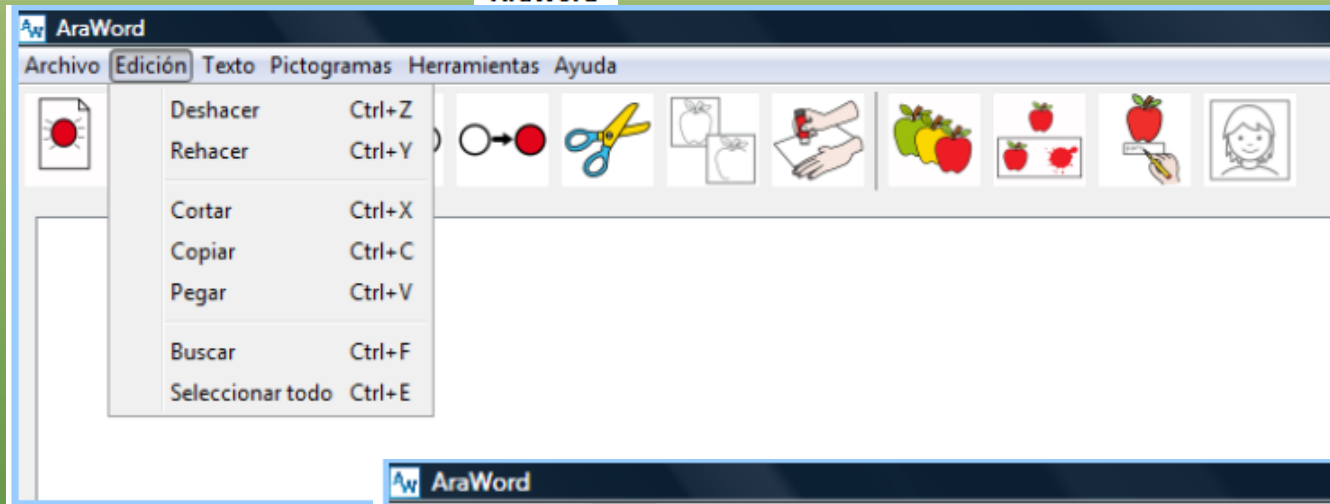 AraWord
AraWord
Archivo Edición Texto Pictogramas Herramientas Ayuda
Deshacer Ctrl+Z
Rehacer Ctrl+Y
Cortar Ctrl+X
Copiar Ctrl+C
Pegar Ctrl+V
Buscar Ctrl+F
Seleccionar todo Ctrl+E
AraWord